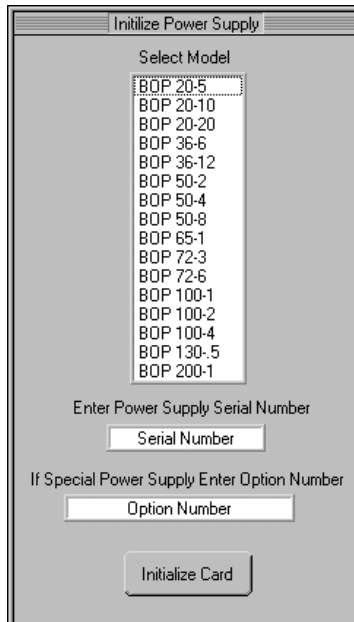 Initilize Power Supply
Select Model
BOP 20-5
BOP 20-10
BOP 20-20
BOP 36-6
BOP 36-12
BOP 50-2
BOP 50-4
BOP 50-8
BOP 65-1
BOP 72-3
BOP 72-6
BOP 100-1
BOP 100-2
BOP 100-4
BOP 130-.5
BOP 200-1
Enter Power Supply Serial Number
Serial Number
If Special Power Supply Enter Option Number
Option Number
Initialize Card